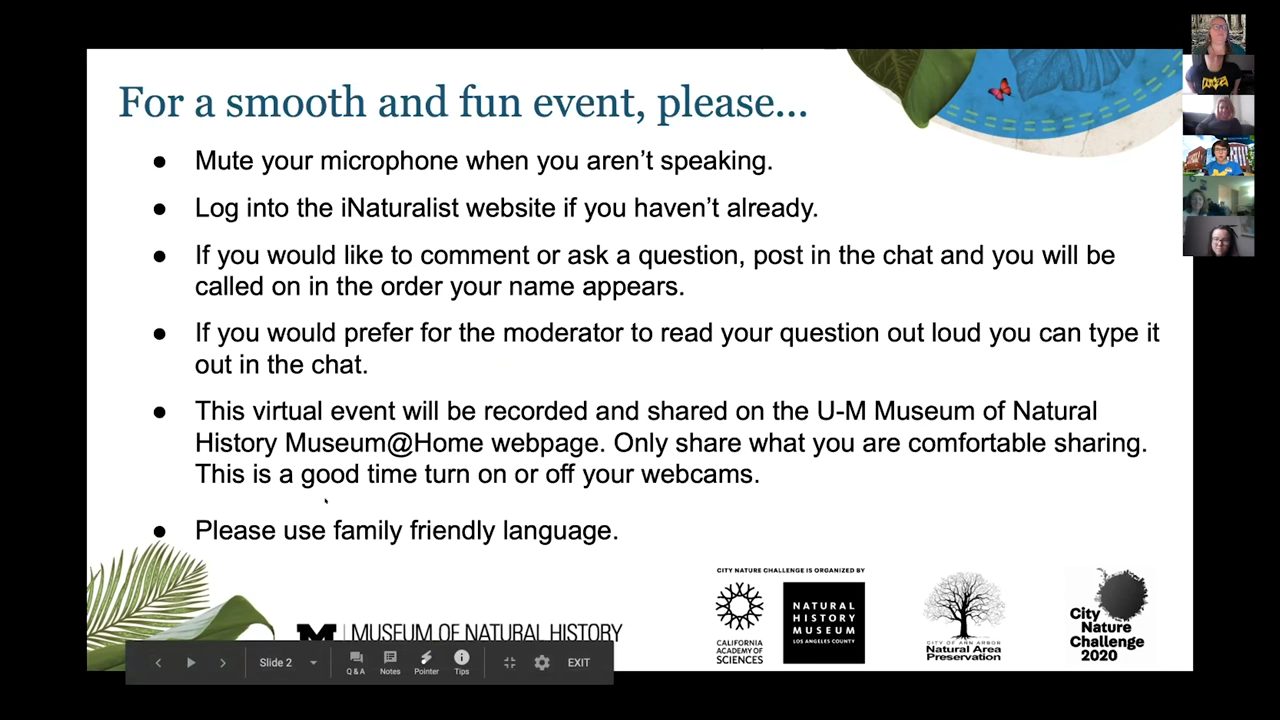 For a smooth and fun event, please...
● Mute your microphone when you aren't speaking.
● Log into the iNaturalist website if you haven't already.
● If you would like to comment or ask a question, post in the chat and you will be
called on in the order your name appears.
● If you would prefer for the moderator to read your question out loud you can type it
out in the chat.
● This virtual event will be recorded and shared on the U-M Museum of Natural
History Museum@Home webpage. Only share what you are comfortable sharing.
This is a good time turn on or off your webcams.
● Please use family friendly language.
CITY NATURE CHALLENGE IS ORGANIZED BY
CALIFORNIA
ACADEMY OF
SCIENCES
NATURAL
HISTORY
MUSEUM
LOS ANGELES COUNTY
CITY OF ANN ARBOR
Natural Area
Preservation
City
Nature
Challenge
2020
M | MUSEUM OF NATURAL HISTORY
Slide 2
Q & A
Notes
Pointer
Tips
EXIT